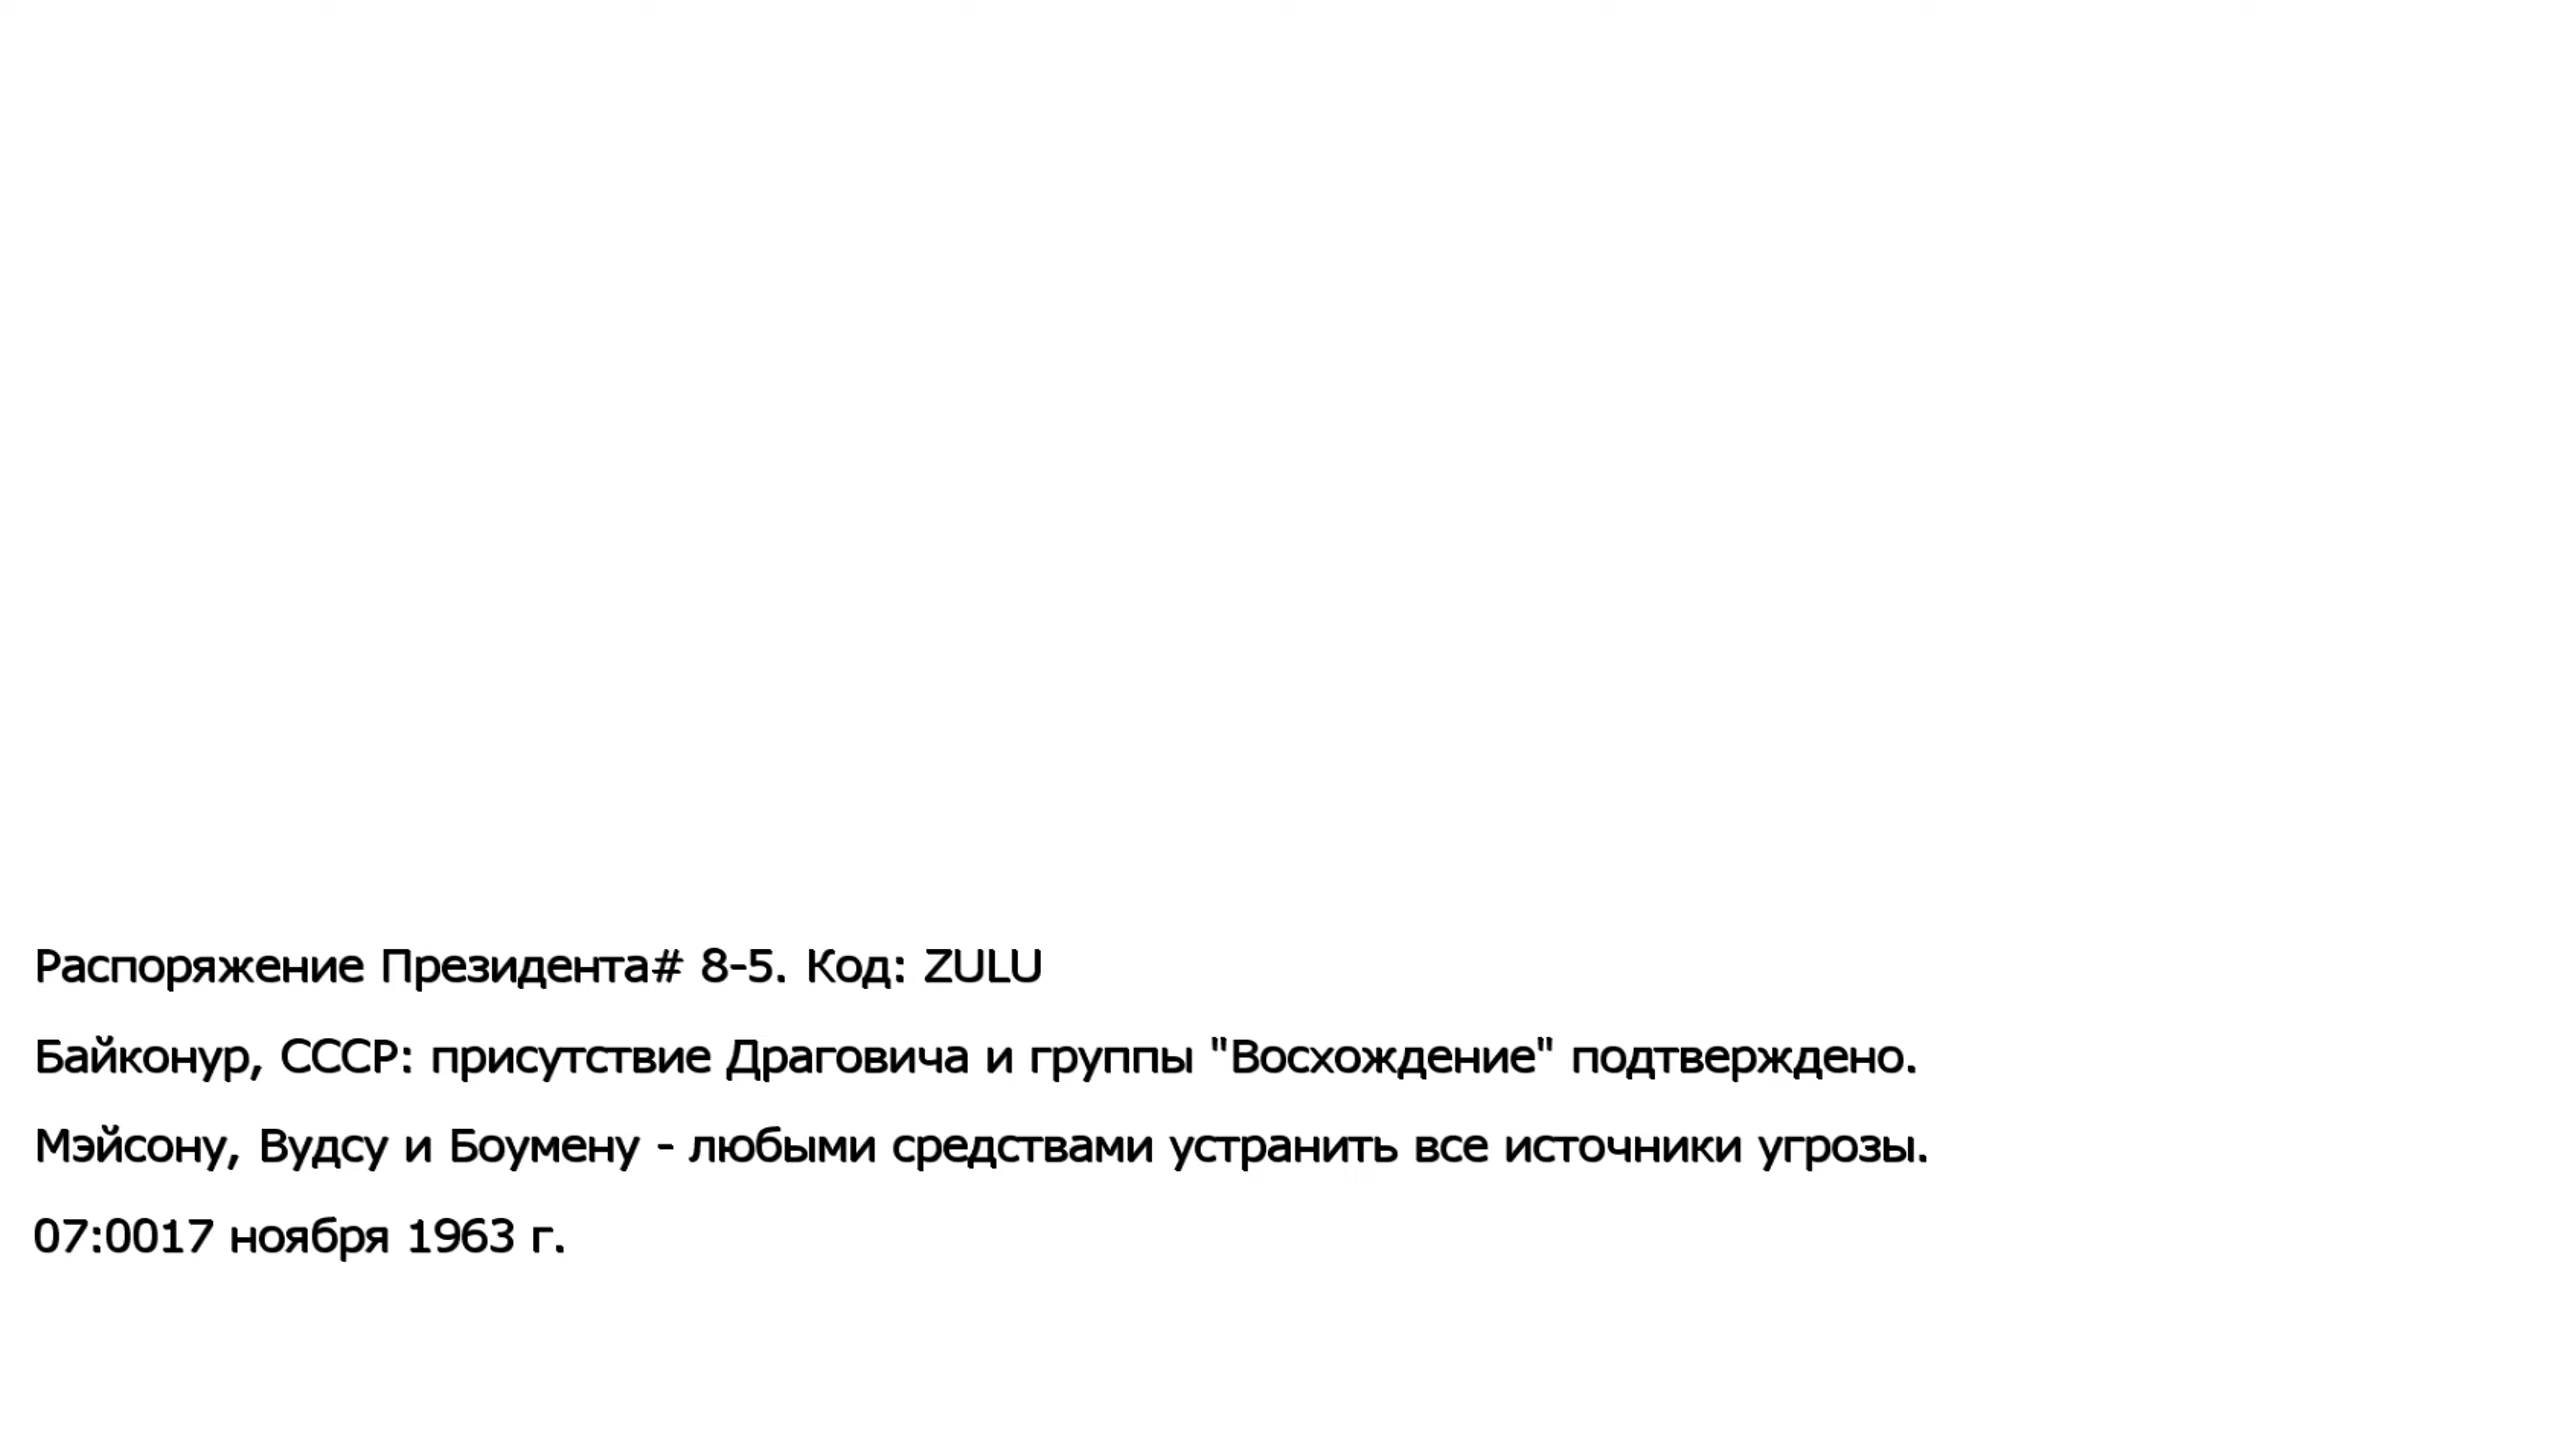 Распоряжение Президента# 8-5. Код: ZULU
Байконур, СССР: присутствие Драговича и группы "Восхождение" подтверждено.
Мэйсону, Вудсу и Боумену - любыми средствами устранить все источники угрозы.
07:0017 ноября 1963 г.